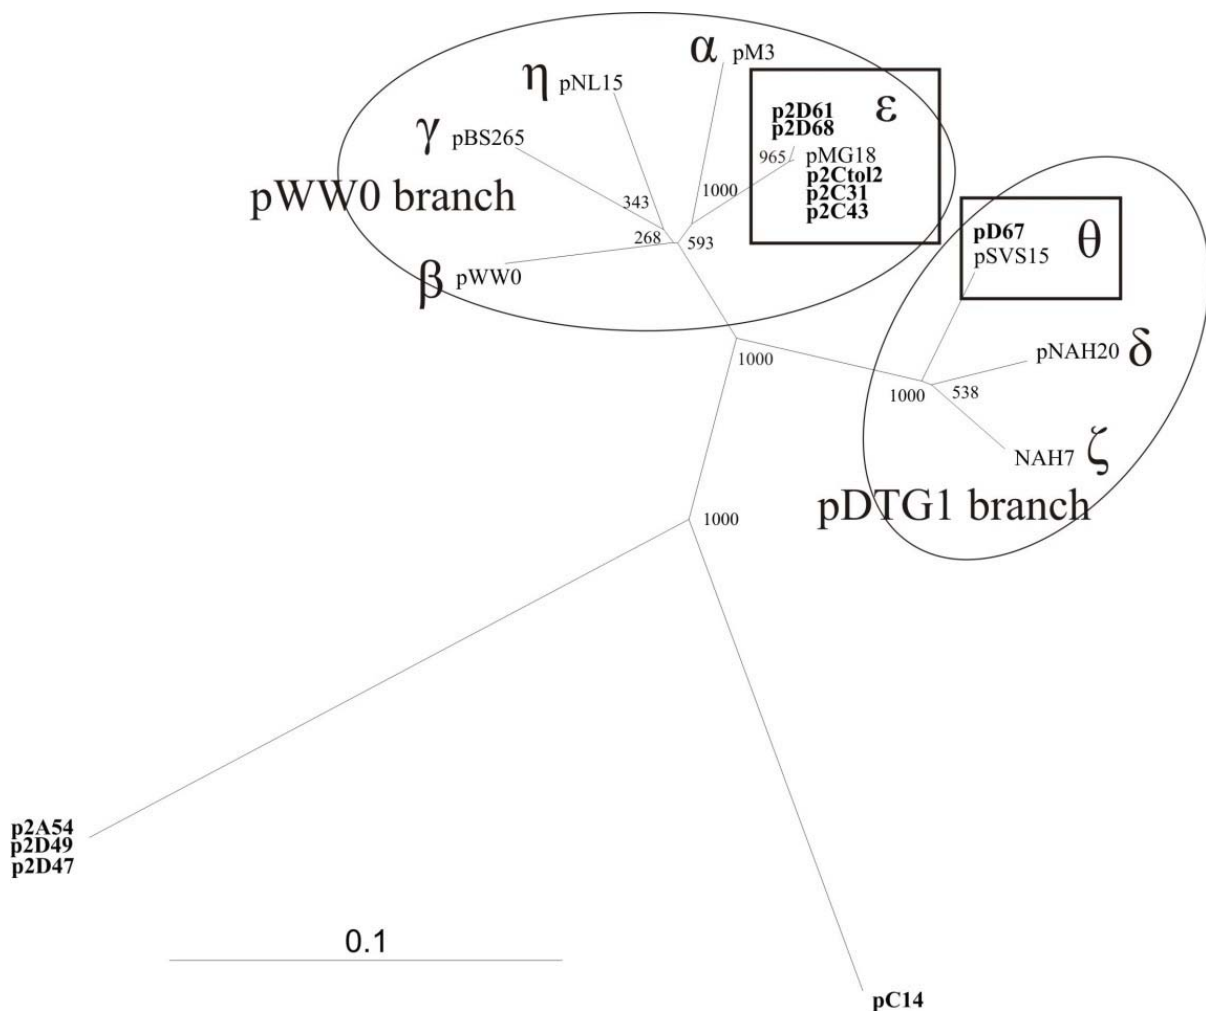 α pM3
η pNL15
p2D61 ε
p2D68
γ pBS265
965 pMG18
p2Ctol2
pWW0 branch
1000
p2C31
343
p2C43
268
593
pD67 θ
pSVS15
β pWW0
pNAH20 δ
1000
1000
538
NAH7 ζ
pDTG1 branch
1000
p2A54
p2D49
p2D47
0.1
pC14